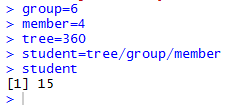 > group=6
> member=4
> tree=360
> student=tree/group/member
> student
[1] 15
>